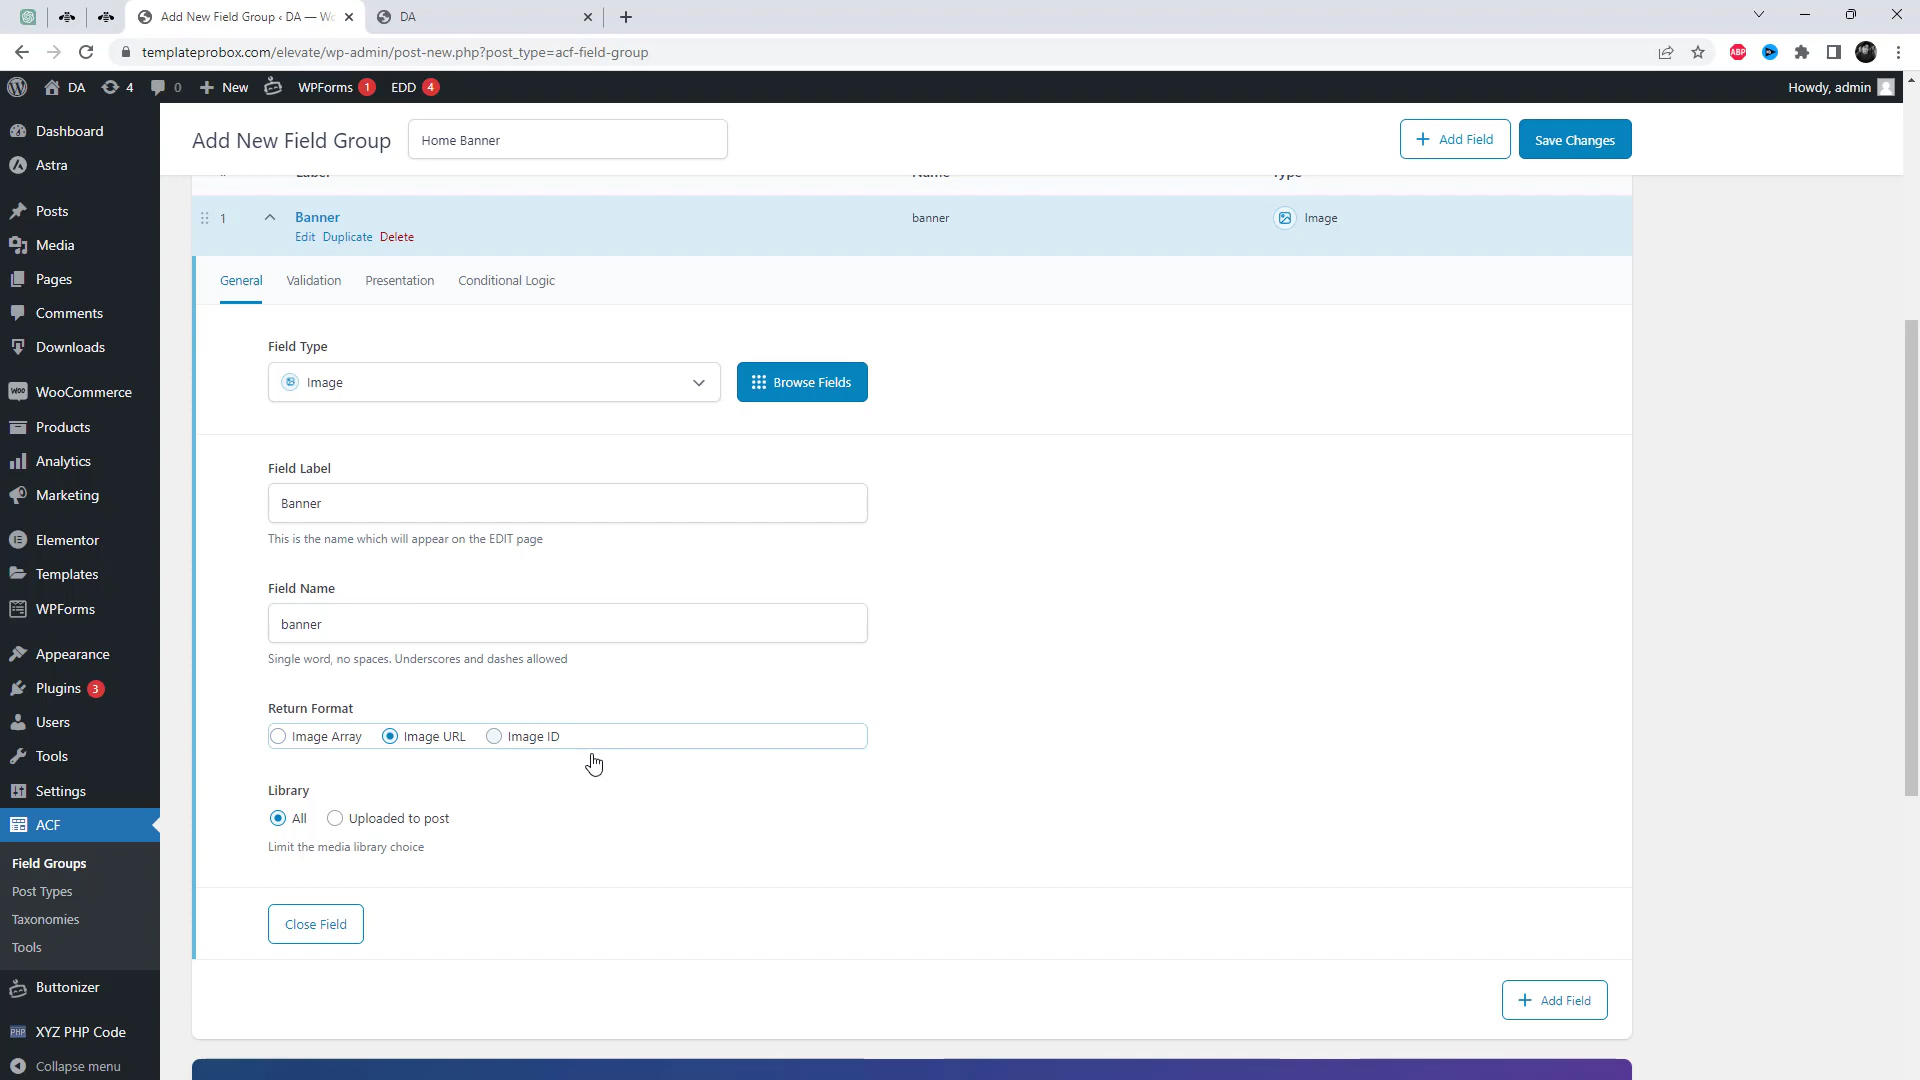 Add New Field Group ‹ DA — Wo
DA
templateprobox.com/elevate/wp-admin/post-new.php?post_type=acf-field-group
ABP
DA
4
0
New
WPForms 1
EDD 4
Howdy, admin
Dashboard
Astra
Posts
Media
Pages
Comments
Downloads
WooCommerce
Products
Analytics
Marketing
Elementor
Templates
WPForms
Appearance
Plugins 3
Users
Tools
Settings
ACF
Field Groups
Post Types
Taxonomies
Tools
Buttonizer
PHP XYZ PHP Code
Collapse menu
Add New Field Group
Home Banner
Add Field
Save Changes
# Label Name Type
1 Banner banner Image
Edit Duplicate Delete
General Validation Presentation Conditional Logic
Field Type
Image
Browse Fields
Field Label
Banner
This is the name which will appear on the EDIT page
Field Name
banner
Single word, no spaces. Underscores and dashes allowed
Return Format
Image Array Image URL Image ID
Library
All Uploaded to post
Limit the media library choice
Close Field
Add Field